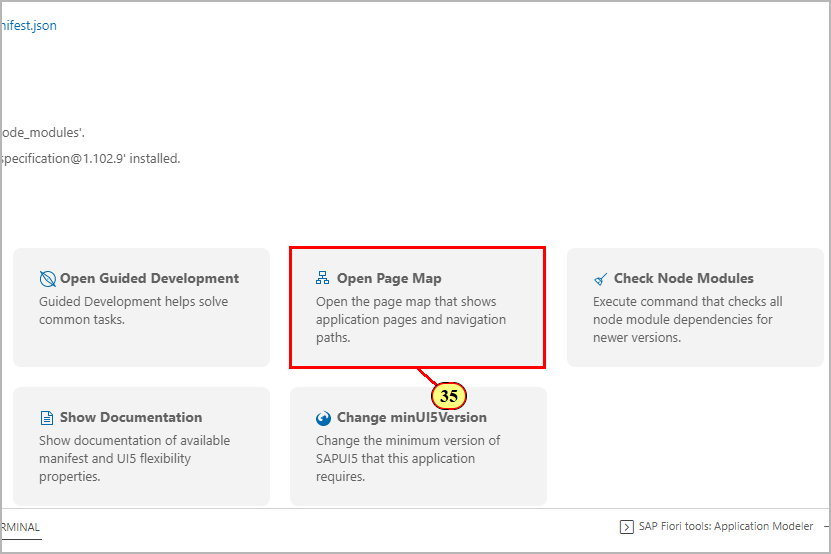 nifest.json
ode_modules'.
specification@1.102.9' installed.
Open Guided Development
Guided Development helps solve
common tasks.
Open Page Map
Open the page map that shows
application pages and navigation
paths.
Check Node Modules
Execute command that checks all
node module dependencies for
newer versions.
35
Show Documentation
Show documentation of available
manifest and UI5 flexibility
properties.
Change minUI5Version
Change the minimum version of
SAPUI5 that this application
requires.
RMINAL
SAP Fiori tools: Application Modeler